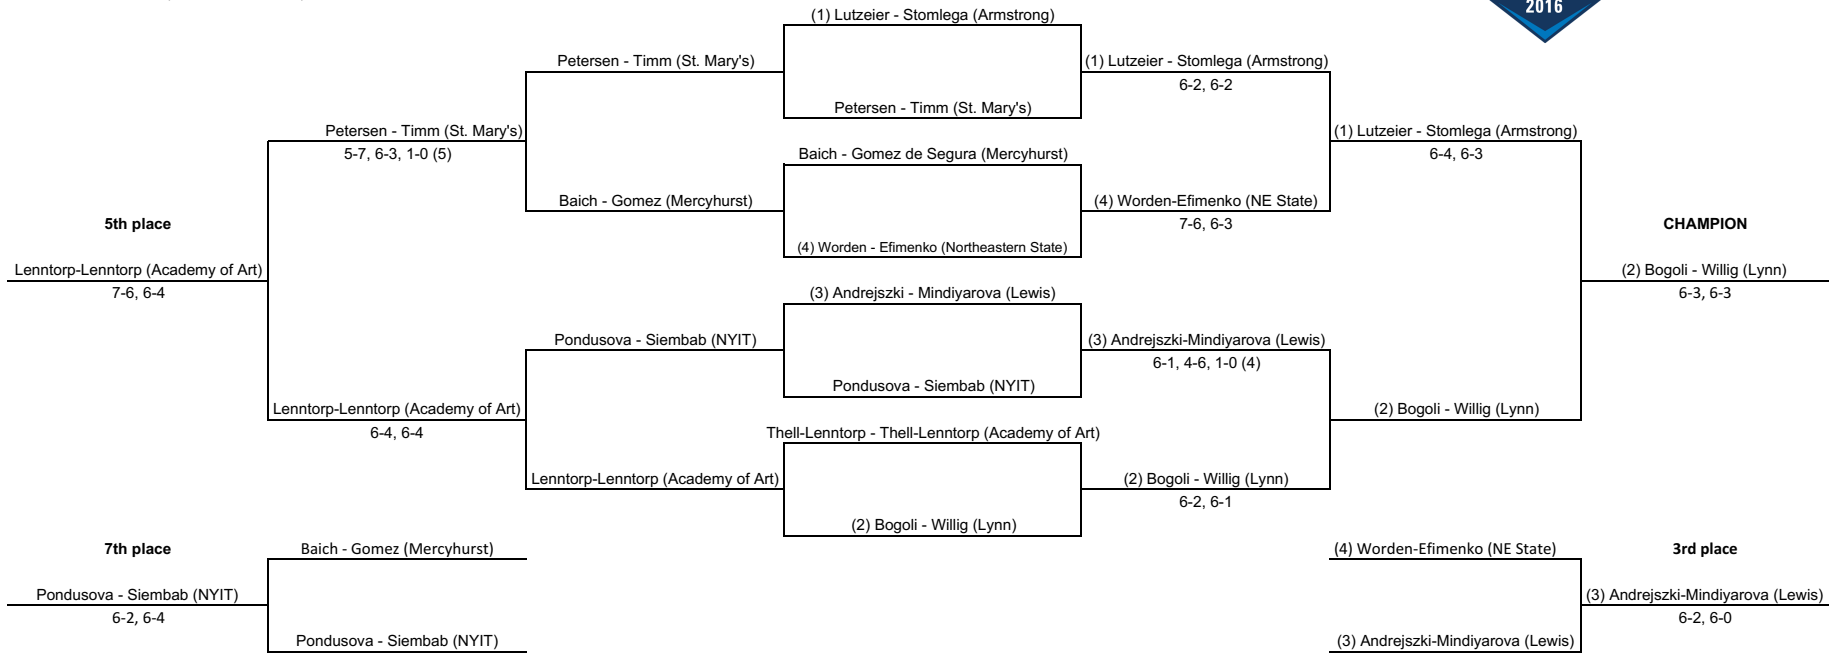 2016
(1) Lutzeier - Stomlega (Armstrong)
Petersen - Timm (St. Mary's)
(1) Lutzeier - Stomlega (Armstrong)
6-2, 6-2
Petersen - Timm (St. Mary's)
Petersen - Timm (St. Mary's)
5-7, 6-3, 1-0 (5)
(1) Lutzeier - Stomlega (Armstrong)
6-4, 6-3
Baich - Gomez de Segura (Mercyhurst)
Baich - Gomez (Mercyhurst)
(4) Worden-Efimenko (NE State)
7-6, 6-3
5th place
CHAMPION
(4) Worden - Efimenko (Northeastern State)
Lenntorp-Lenntorp (Academy of Art)
7-6, 6-4
(2) Bogoli - Willig (Lynn)
6-3, 6-3
(3) Andrejszki - Mindiyarova (Lewis)
Pondusova - Siembab (NYIT)
(3) Andrejszki-Mindiyarova (Lewis)
6-1, 4-6, 1-0 (4)
Pondusova - Siembab (NYIT)
Lenntorp-Lenntorp (Academy of Art)
6-4, 6-4
(2) Bogoli - Willig (Lynn)
Thell-Lenntorp - Thell-Lenntorp (Academy of Art)
Lenntorp-Lenntorp (Academy of Art)
(2) Bogoli - Willig (Lynn)
6-2, 6-1
(2) Bogoli - Willig (Lynn)
7th place
Baich - Gomez (Mercyhurst)
(4) Worden-Efimenko (NE State)
3rd place
Pondusova - Siembab (NYIT)
6-2, 6-4
(3) Andrejszki-Mindiyarova (Lewis)
6-2, 6-0
Pondusova - Siembab (NYIT)
(3) Andrejszki-Mindiyarova (Lewis)